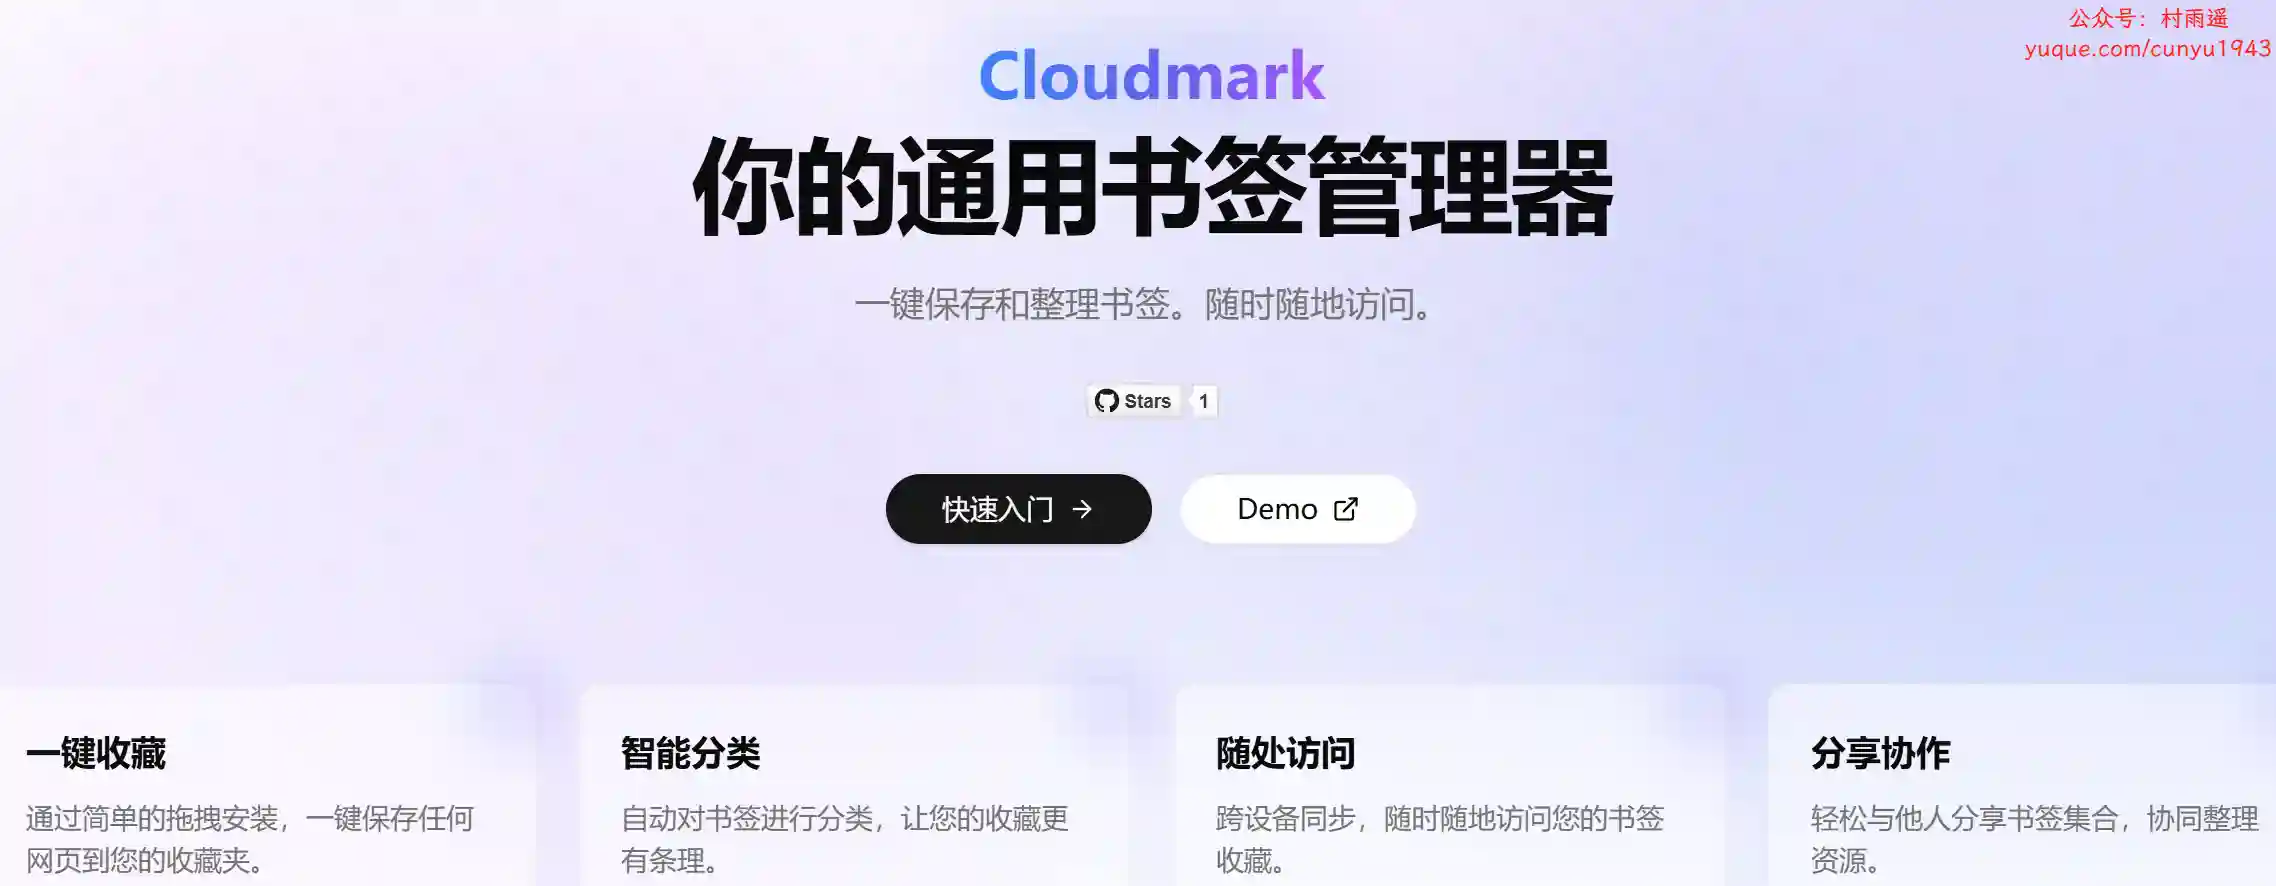 公众号：村雨遥
yuque.com/cunyu1943
Cloudmark
你的通用书签管理器
一键保存和整理书签。随时随地访问。
Stars 1
快速入门 →
Demo
一键收藏
通过简单的拖拽安装，一键保存任何
网页到您的收藏夹。
智能分类
自动对书签进行分类，让您的收藏更
有条理。
随处访问
跨设备同步，随时随地访问您的书签
收藏。
分享协作
轻松与他人分享书签集合，协同整理
资源。